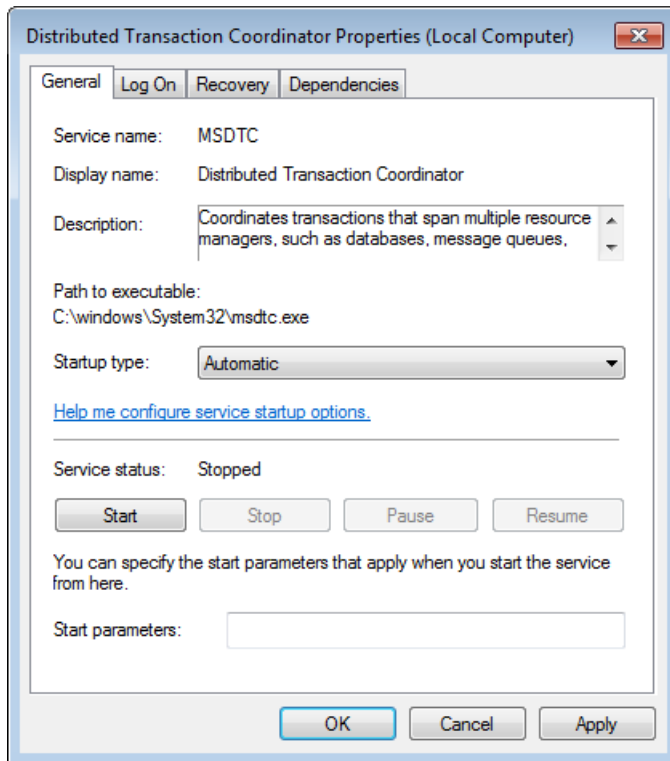 Distributed Transaction Coordinator Properties (Local Computer)
General Log On Recovery Dependencies
Service name: MSDTC
Display name: Distributed Transaction Coordinator
Description: Coordinates transactions that span multiple resource
managers, such as databases, message queues,
Path to executable:
C:\windows\System32\msdtc.exe
Startup type: Automatic
Help me configure service startup options.
Service status: Stopped
Start Stop Pause Resume
You can specify the start parameters that apply when you start the service
from here.
Start parameters:
OK Cancel Apply